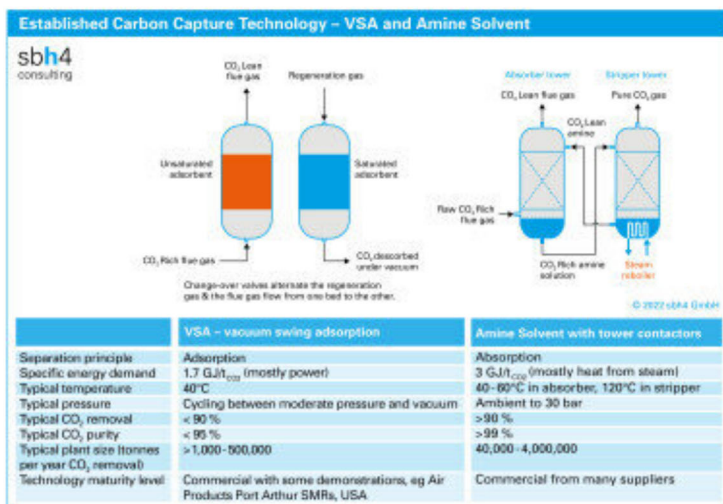 Established Carbon Capture Technology – VSA and Amine Solvent
sbh4
consulting
CO₂ Lean
flue gas
Regeneration gas
Unsaturated
adsorbent
Saturated
adsorbent
CO₂ Rich flue gas
CO₂ desorbed
under vacuum
Change-over valves alternate the regeneration
gas & the flue gas flow from one bed to the other.
Absorber tower
Stripper tower
CO₂ Lean flue gas
Pure CO₂ gas
CO₂ Lean
amine
Raw CO₂ Rich
flue gas
CO₂ Rich amine
solution
Steam
reboiler
© 2022 sbh4 GmbH
VSA – vacuum swing adsorption
Amine Solvent with tower contactors
Separation principle Adsorption Absorption
Specific energy demand 1.7 GJ/t CO2 (mostly power) 3 GJ/t CO2 (mostly heat from steam)
Typical temperature 40°C 40-60°C in absorber, 120°C in stripper
Typical pressure Cycling between moderate pressure and vacuum Ambient to 30 bar
Typical CO₂ removal < 90 % >90 %
Typical CO₂ purity < 95 % >99 %
Typical plant size (tonnes >1,000-500,000 40,000-4,000,000
per year CO₂ removal)
Technology maturity level Commercial with some demonstrations, eg Air Commercial from many suppliers
Products Port Arthur SMRs, USA